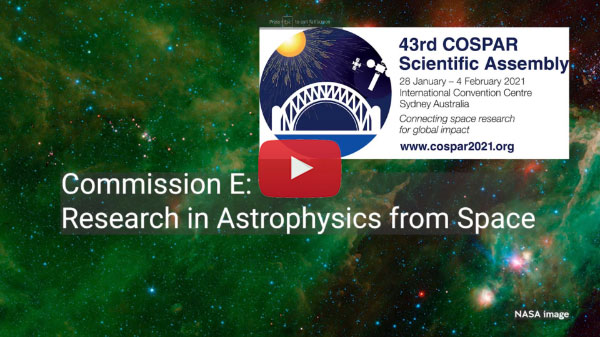 43rd COSPAR
Scientific Assembly
28 January – 4 February 2021
International Convention Centre
Sydney Australia
Connecting space research
for global impact
www.cospar2021.org
Commission E:
Research in Astrophysics from Space
NASA image